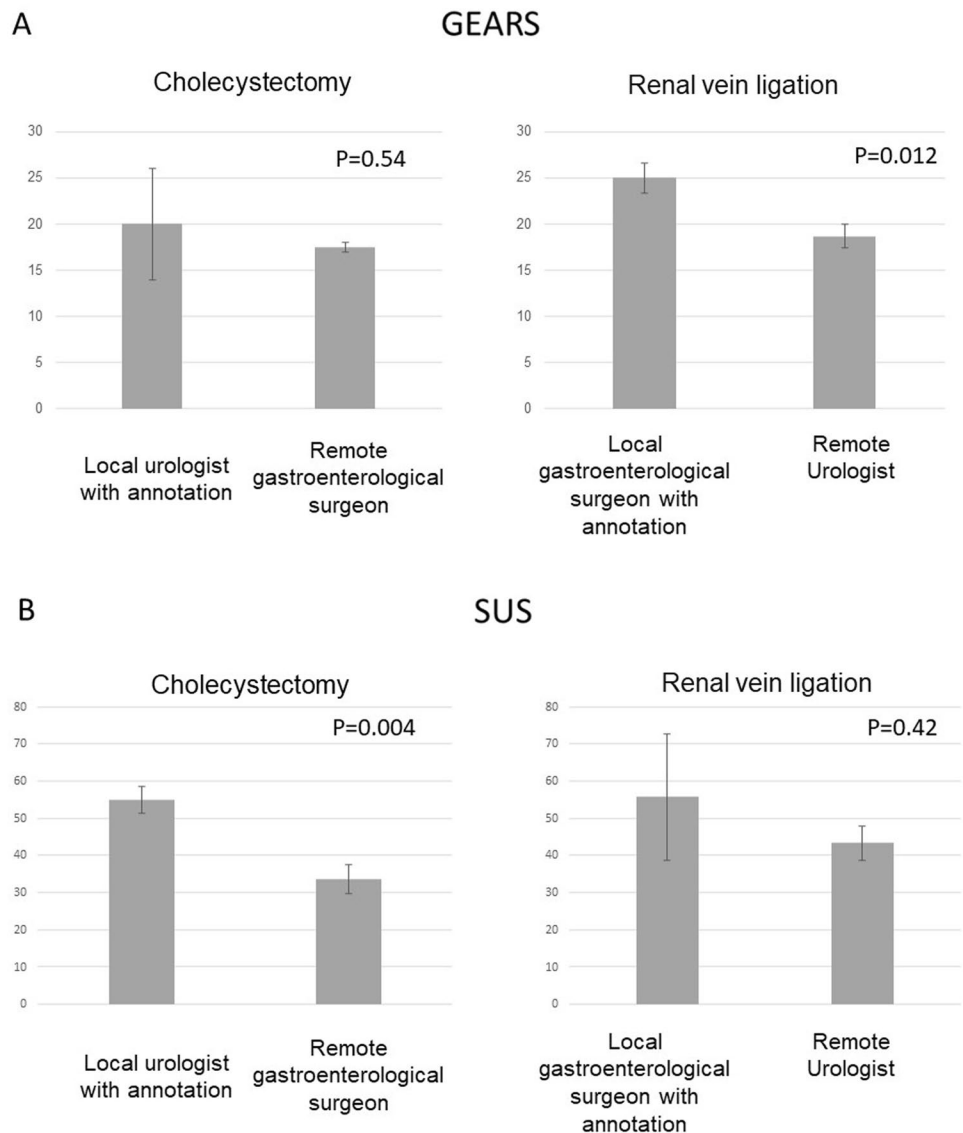 A
GEARS
Cholecystectomy
30
25
20
15
10
5
0
P=0.54
Local urologist
with annotation
Remote
gastroenterological
surgeon
Renal vein ligation
30
25
20
15
10
5
0
P=0.012
Local
gastroenterological
surgeon with
annotation
Remote
Urologist
B
SUS
Cholecystectomy
80
70
60
50
40
30
20
10
0
P=0.004
Local urologist
with annotation
Remote
gastroenterological
surgeon
Renal vein ligation
80
70
60
50
40
30
20
10
0
P=0.42
Local
gastroenterological
surgeon with
annotation
Remote
Urologist